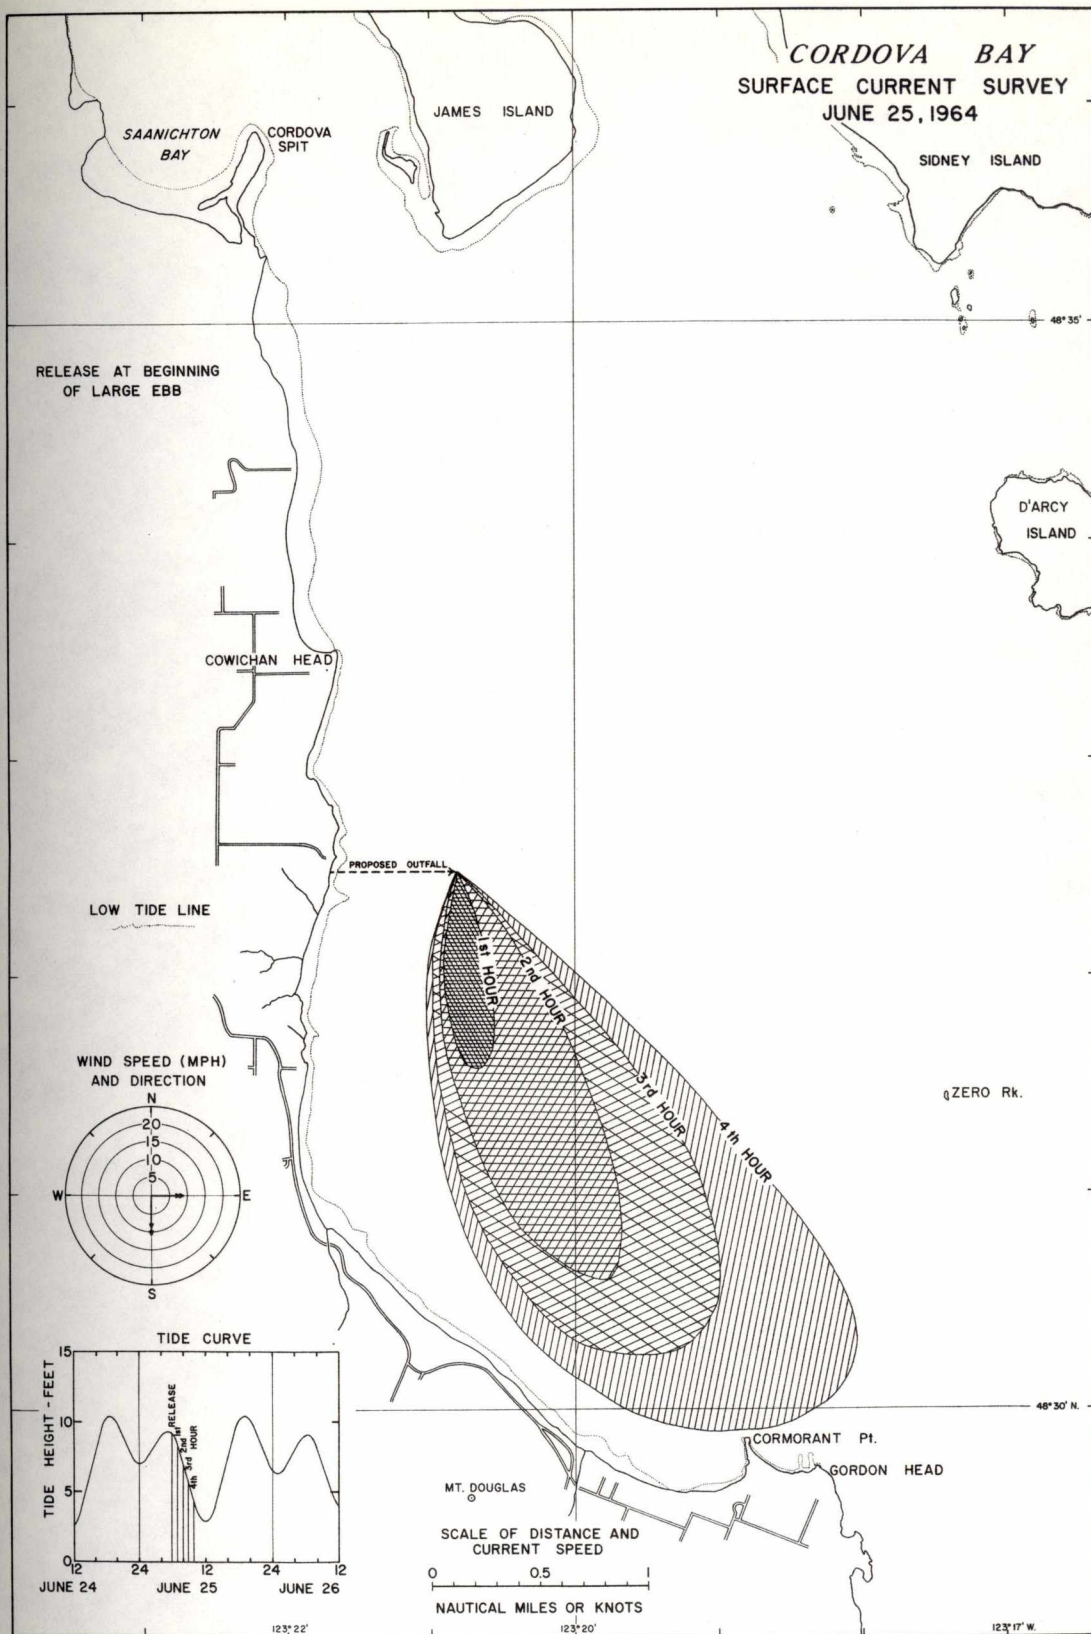 CORDOVA BAY
SURFACE CURRENT SURVEY
JUNE 25, 1964
JAMES ISLAND
SAANICHTON
BAY
CORDOVA
SPIT
SIDNEY ISLAND
48° 35'
RELEASE AT BEGINNING
OF LARGE EBB
D'ARCY
ISLAND
COWICHAN HEAD
PROPOSED OUTFALL
LOW TIDE LINE
1st HOUR
2nd HOUR
3rd HOUR
4th HOUR
ZERO Rk.
WIND SPEED (MPH)
AND DIRECTION
N
20
15
10
5
W
E
S
TIDE CURVE
TIDE HEIGHT - FEET
15
10
5
0
RELEASE
1st
2nd HOUR
3rd
4th
12
24
12
24
12
JUNE 24
JUNE 25
JUNE 26
48° 30' N.
CORMORANT Pt.
GORDON HEAD
MT. DOUGLAS
SCALE OF DISTANCE AND
CURRENT SPEED
0
0.5
1
NAUTICAL MILES OR KNOTS
123° 22'
123° 20'
123° 17' W.